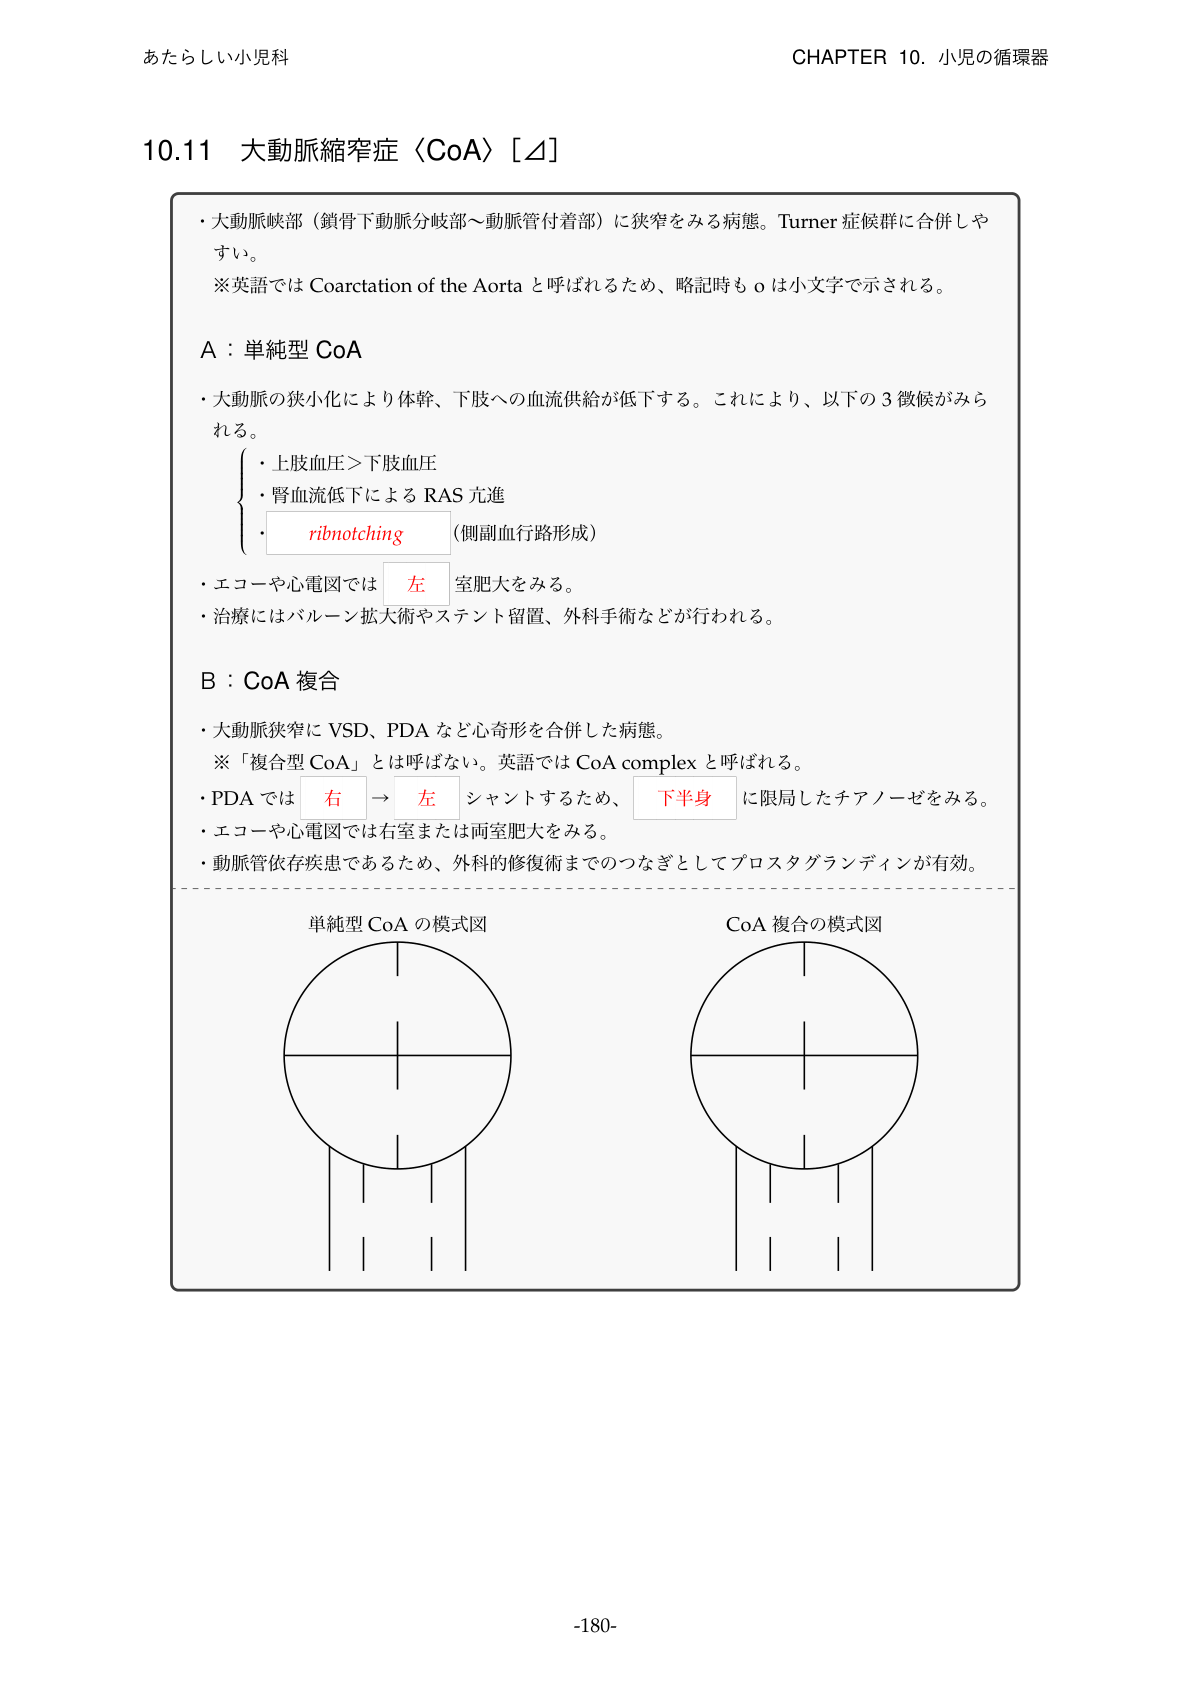 あたらしい小児科
CHAPTER 10. 小児の循環器
10.11 大動脈縮窄症〈CoA〉[⊿]
・大動脈峡部（鎖骨下動脈分岐部〜動脈管付着部）に狭窄をみる病態。Turner 症候群に合併しや
すい。
※英語では Coarctation of the Aorta と呼ばれるため、略記時も o は小文字で示される。
A：単純型 CoA
・大動脈の狭小化により体幹、下肢への血流供給が低下する。これにより、以下の 3 徴候がみら
れる。
・上肢血圧＞下肢血圧
・腎血流低下による RAS 亢進
・ribnotching（側副血行路形成）
・エコーや心電図では 左 室肥大をみる。
・治療にはバルーン拡大術やステント留置、外科手術などが行われる。
B：CoA 複合
・大動脈狭窄に VSD、PDA など心奇形を合併した病態。
※「複合型 CoA」とは呼ばない。英語では CoA complex と呼ばれる。
・PDA では 右 → 左 シャントするため、 下半身 に限局したチアノーゼをみる。
・エコーや心電図では右室または両室肥大をみる。
・動脈管依存疾患であるため、外科的修復術までのつなぎとしてプロスタグランディンが有効。
単純型 CoA の模式図
CoA 複合の模式図
-180-